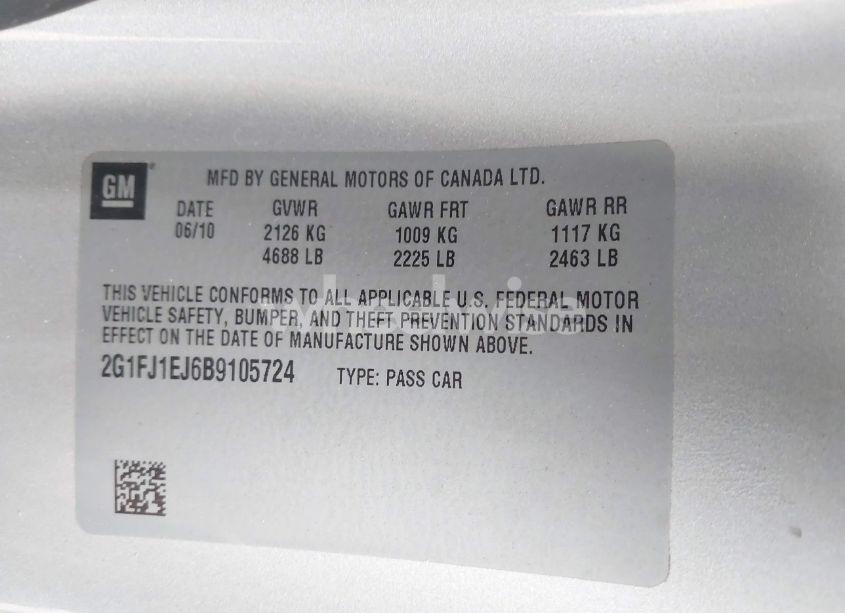 GM
MFD BY GENERAL MOTORS OF CANADA LTD.
DATE GVWR GAWR FRT GAWR RR
06/10 2126 KG 1009 KG 1117 KG
4688 LB 2225 LB 2463 LB
THIS VEHICLE CONFORMS TO ALL APPLICABLE U.S. FEDERAL MOTOR
VEHICLE SAFETY, BUMPER, AND THEFT PREVENTION STANDARDS IN
EFFECT ON THE DATE OF MANUFACTURE SHOWN ABOVE.
2G1FJ1EJ6B9105724 TYPE: PASS CAR